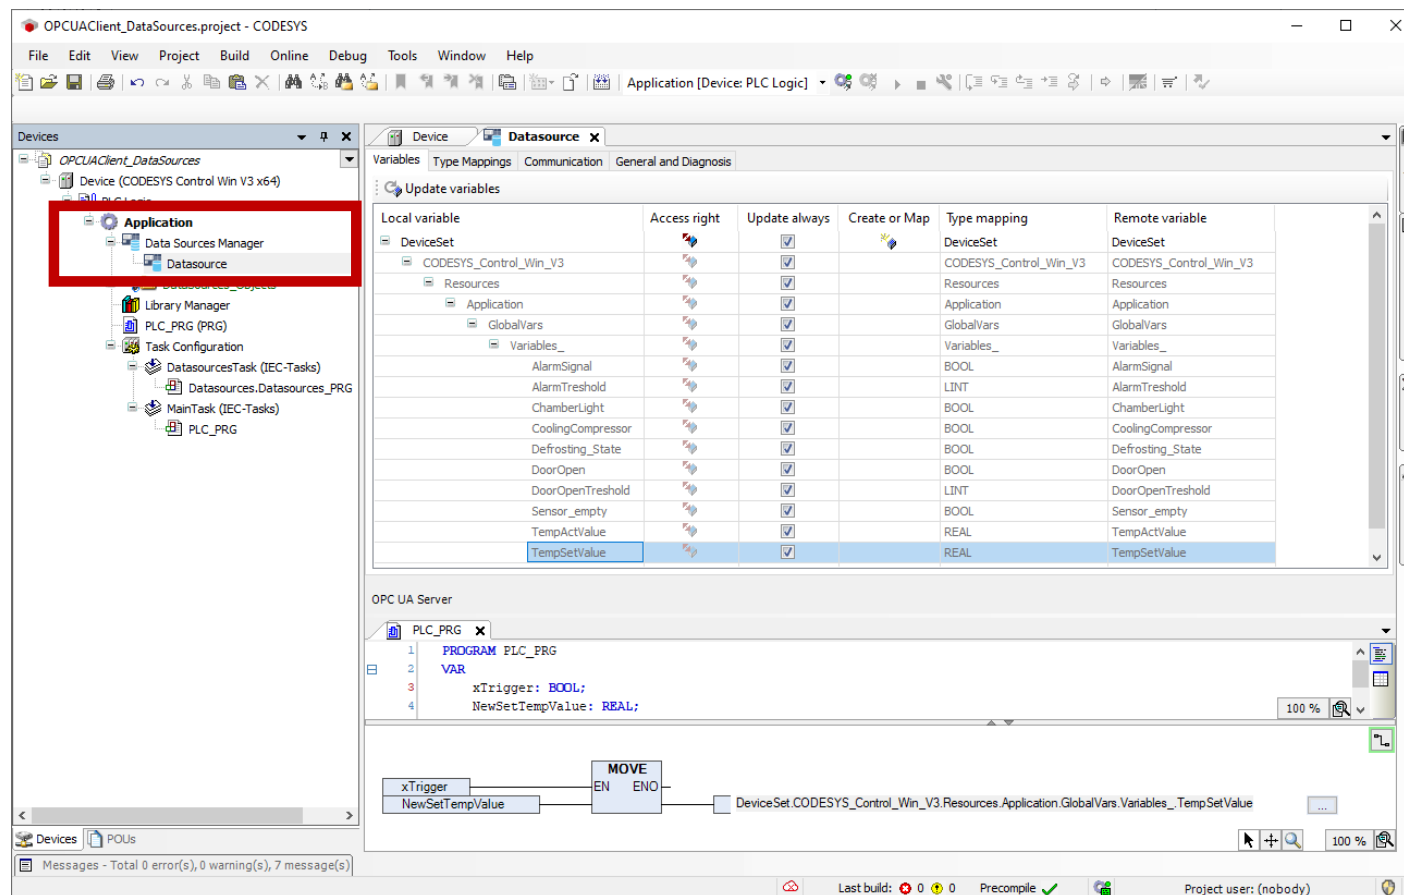 OPCUAClient_DataSources.project - CODESYS
File Edit View Project Build Online Debug Tools Window Help
Application [Device: PLC Logic]
Devices
OPCUAClient_DataSources
Device (CODESYS Control Win V3 x64)
PLC Logic
Application
Data Sources Manager
Datasource
DataSources_Objects
Library Manager
PLC_PRG (PRG)
Task Configuration
DatasourcesTask (IEC-Tasks)
Datasources.Datasources_PRG
MainTask (IEC-Tasks)
PLC_PRG
Devices POUs
Messages - Total 0 error(s), 0 warning(s), 7 message(s)
Device Datasource
Variables Type Mappings Communication General and Diagnosis
Update variables
Local variable Access right Update always Create or Map Type mapping Remote variable
DeviceSet DeviceSet DeviceSet
CODESYS_Control_Win_V3 CODESYS_Control_Win_V3 CODESYS_Control_Win_V3
Resources Resources Resources
Application Application Application
GlobalVars GlobalVars GlobalVars
Variables_ Variables_ Variables_
AlarmSignal BOOL AlarmSignal
AlarmTreshold LINT AlarmTreshold
ChamberLight BOOL ChamberLight
CoolingCompressor BOOL CoolingCompressor
Defrosting_State BOOL Defrosting_State
DoorOpen BOOL DoorOpen
DoorOpenTreshold LINT DoorOpenTreshold
Sensor_empty BOOL Sensor_empty
TempActValue REAL TempActValue
TempSetValue REAL TempSetValue
OPC UA Server
PLC_PRG
1 PROGRAM PLC_PRG
2 VAR
3 xTrigger: BOOL;
4 NewSetTempValue: REAL;
100 %
MOVE
xTrigger EN ENO
NewSetTempValue DeviceSet.CODESYS_Control_Win_V3.Resources.Application.GlobalVars.Variables_.TempSetValue ...
100 %
Last build: 0 0 Precompile Project user: (nobody)